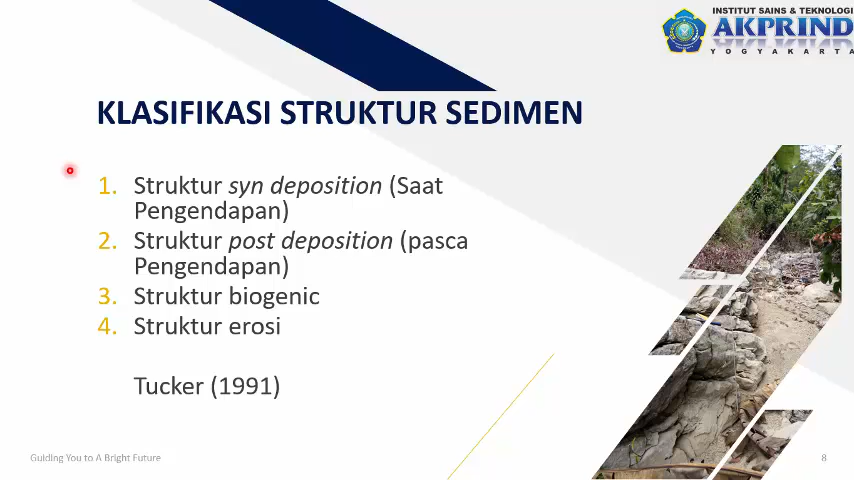 INSTITUT SAINS & TEKNOLOGI
AKPRIND
YOGYAKARTA
KLASIFIKASI STRUKTUR SEDIMEN
1. Struktur syn deposition (Saat
Pengendapan)
2. Struktur post deposition (pasca
Pengendapan)
3. Struktur biogenic
4. Struktur erosi
Tucker (1991)
Guiding You to A Bright Future
8